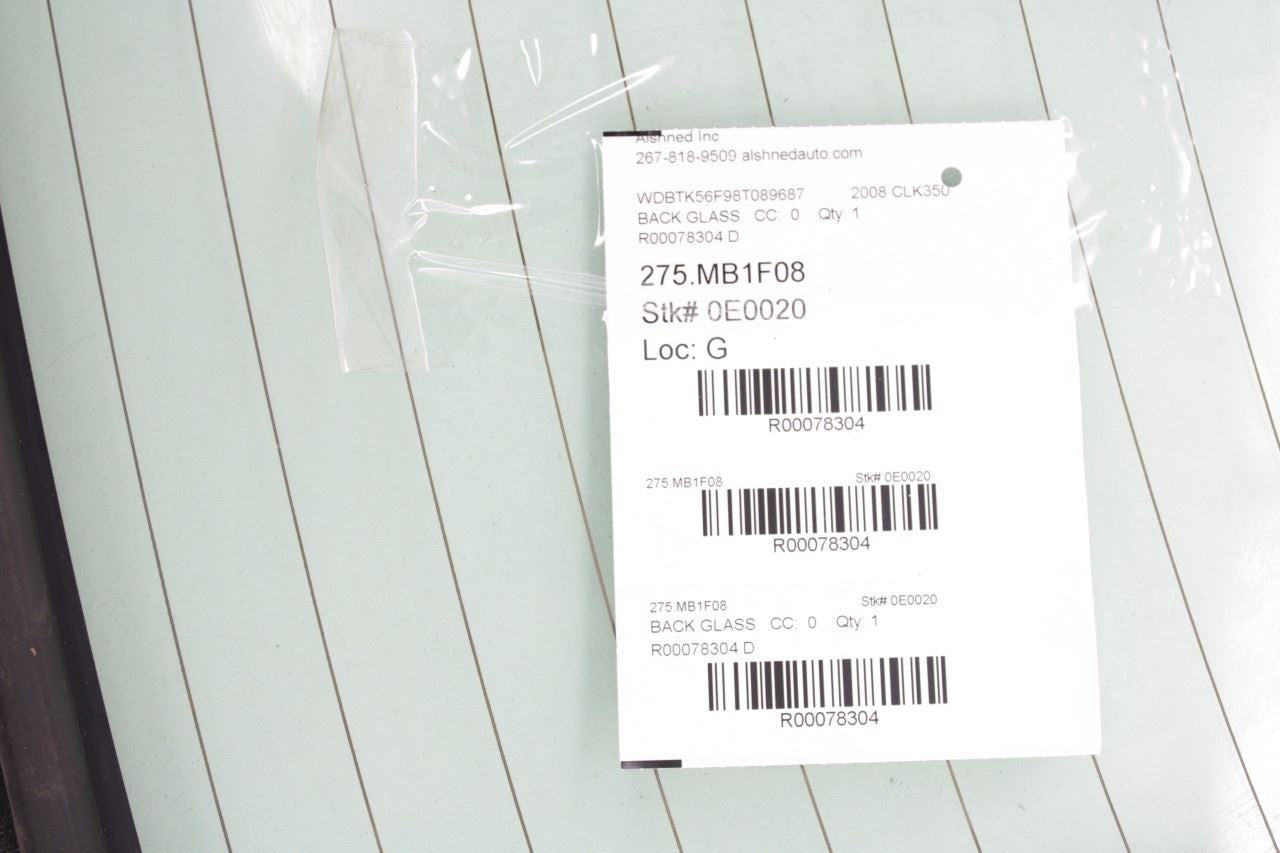 Alshned Inc
267-818-9509 alshnedauto.com
WDBTK56F98T089687 2008 CLK350
BACK GLASS CC: 0 Qty: 1
R00078304 D
275.MB1F08
Stk# 0E0020
Loc: G
R00078304
275.MB1F08 Stk# 0E0020
R00078304
275.MB1F08 Stk# 0E0020
BACK GLASS CC: 0 Qty: 1
R00078304 D
R00078304